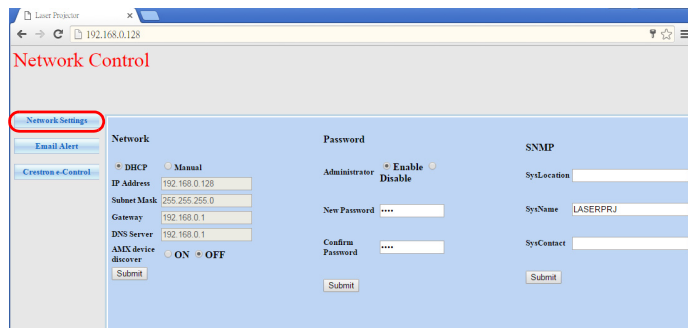 Laser Projector
192.168.0.128
Network Control
Network Settings
Email Alert
Crestron e-Control
Network
DHCP Manual
IP Address 192.168.0.128
Subnet Mask 255.255.255.0
Gateway 192.168.0.1
DNS Server 192.168.0.1
AMX device
discover ON OFF
Submit
Password
Administrator Enable
Disable
New Password ••••
Confirm
Password ••••
Submit
SNMP
SysLocation
SysName LASERPRJ
SysContact
Submit